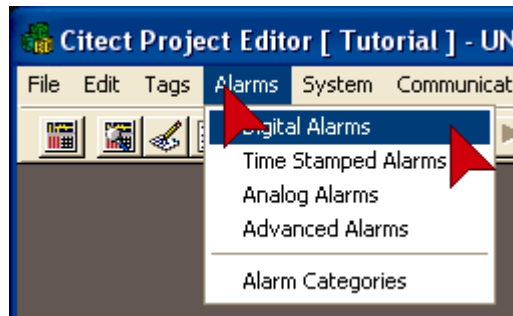 Citect Project Editor [ Tutorial ] - UN
File Edit Tags Alarms System Communicat
Digital Alarms
Time Stamped Alarms
Analog Alarms
Advanced Alarms
Alarm Categories